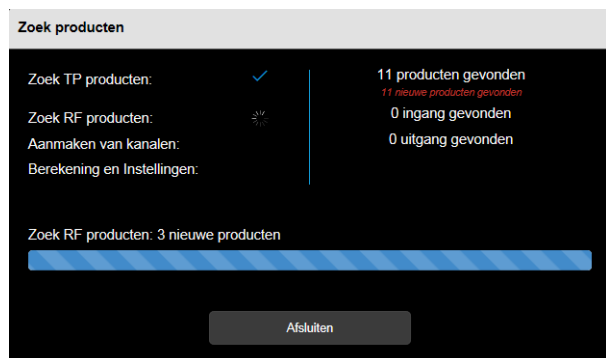 Zoek producten
Zoek TP producten:
11 producten gevonden
11 nieuwe producten gevonden
Zoek RF producten:
0 ingang gevonden
Aanmaken van kanalen:
0 uitgang gevonden
Berekening en Instellingen:
Zoek RF producten: 3 nieuwe producten
Afsluiten